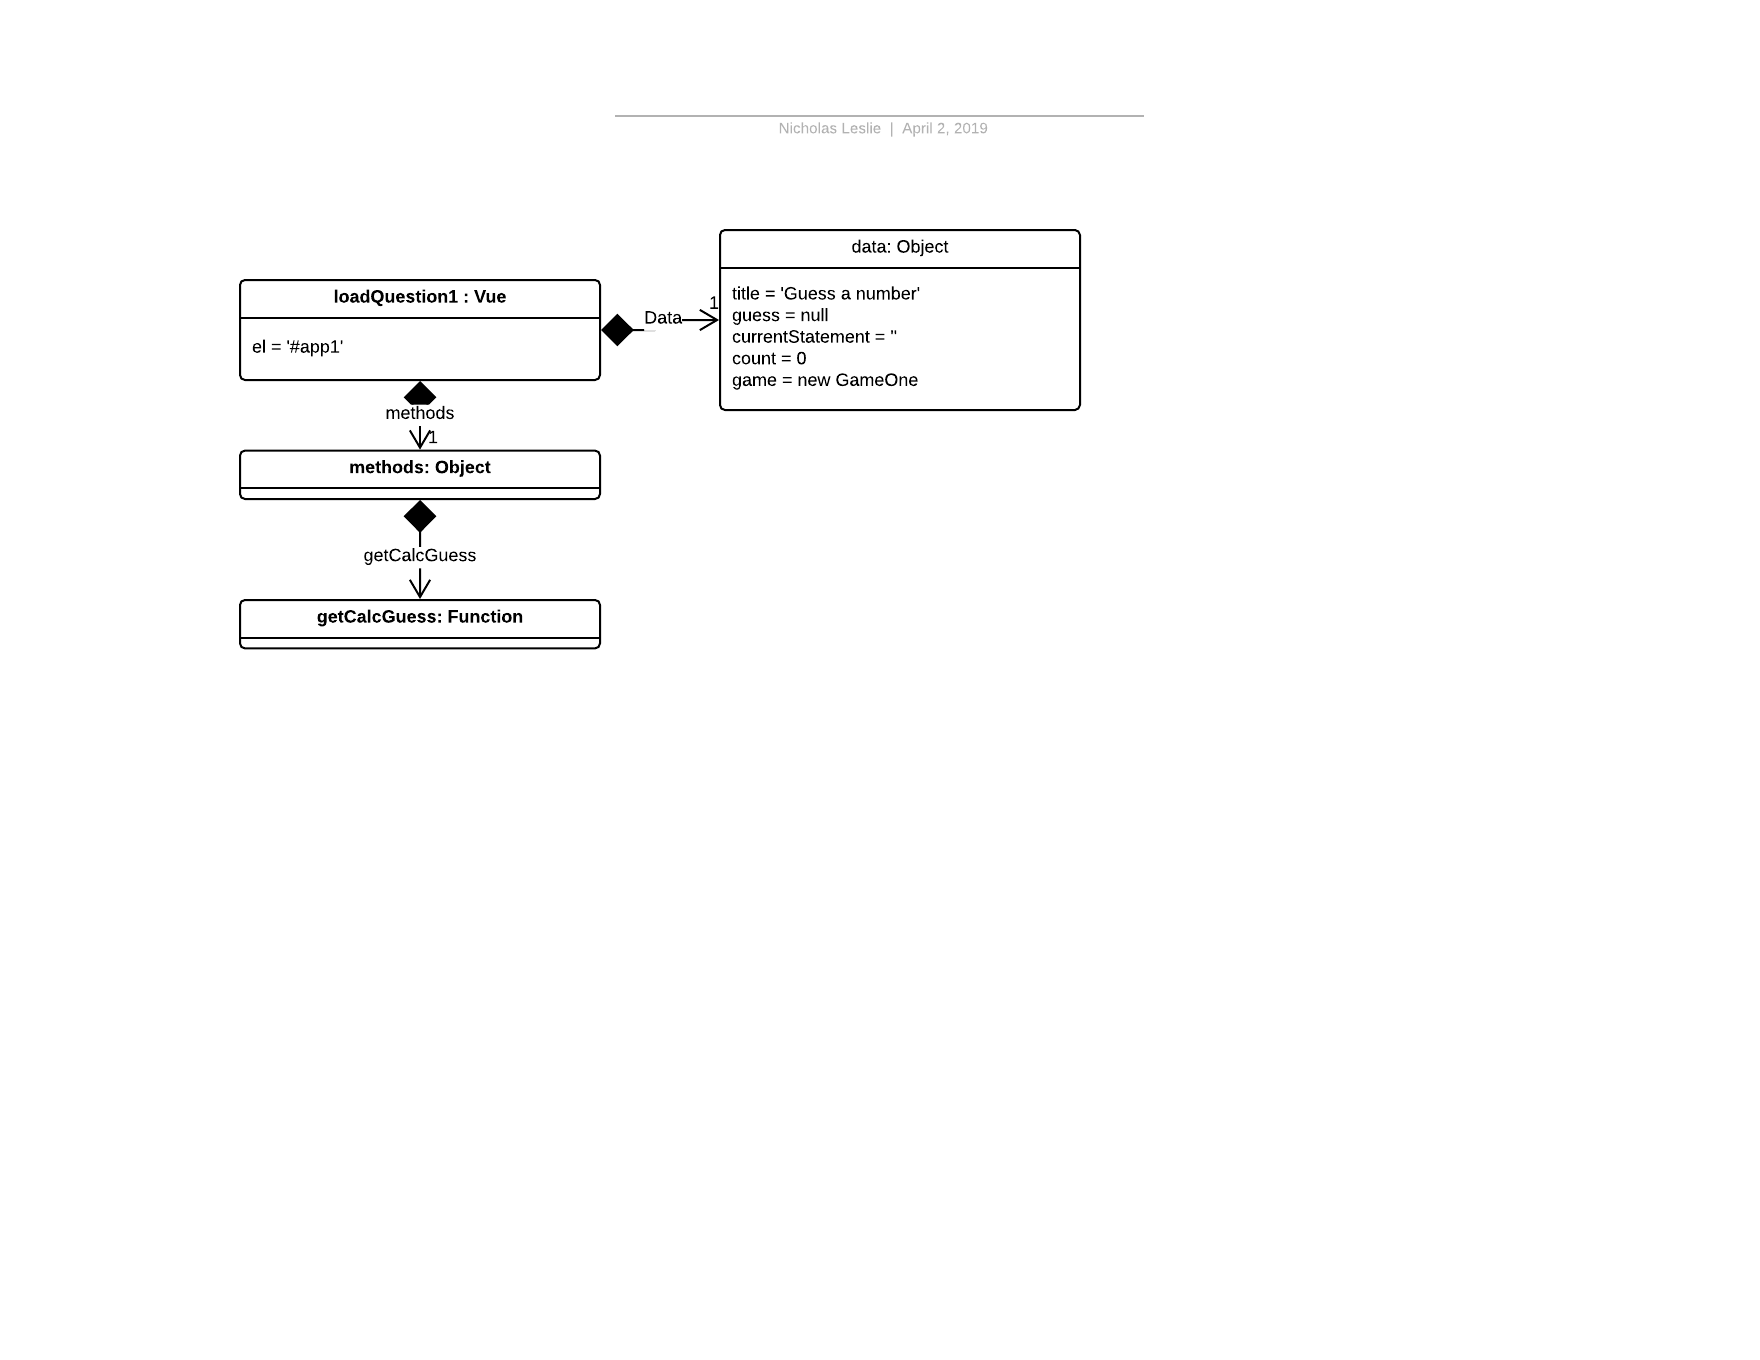 Nicholas Leslie | April 2, 2019
data: Object
title = 'Guess a number'
guess = null
currentStatement = ''
count = 0
game = new GameOne
loadQuestion1 : Vue
el = '#app1'
Data
1
methods
1
methods: Object
getCalcGuess
getCalcGuess: Function